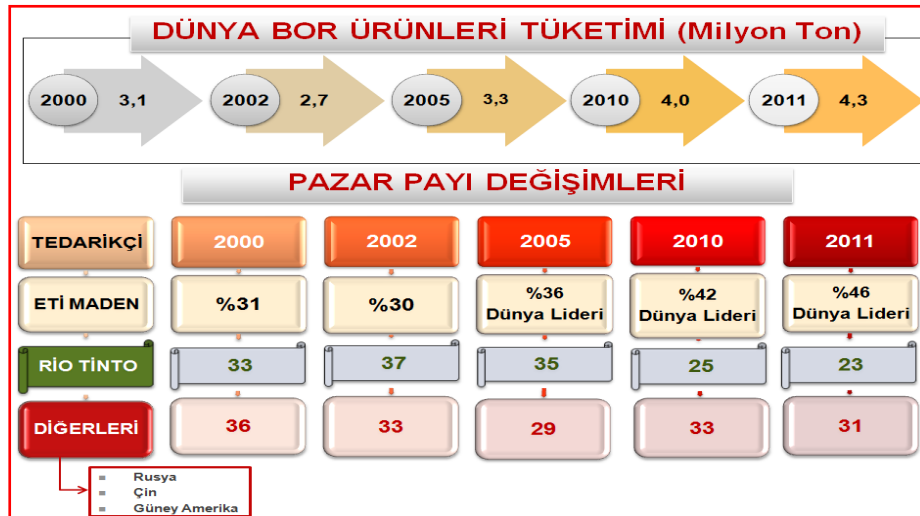 DÜNYA BOR ÜRÜNLERİ TÜKETİMİ (Milyon Ton)
2000 3,1 2002 2,7 2005 3,3 2010 4,0 2011 4,3
PAZAR PAYI DEĞİŞİMLERİ
TEDARİKÇİ 2000 2002 2005 2010 2011
ETİ MADEN %31 %30 %36 Dünya Lideri %42 Dünya Lideri %46 Dünya Lideri
RİO TİNTO 33 37 35 25 23
DİĞERLERİ 36 33 29 33 31
▪ Rusya
▪ Çin
▪ Güney Amerika